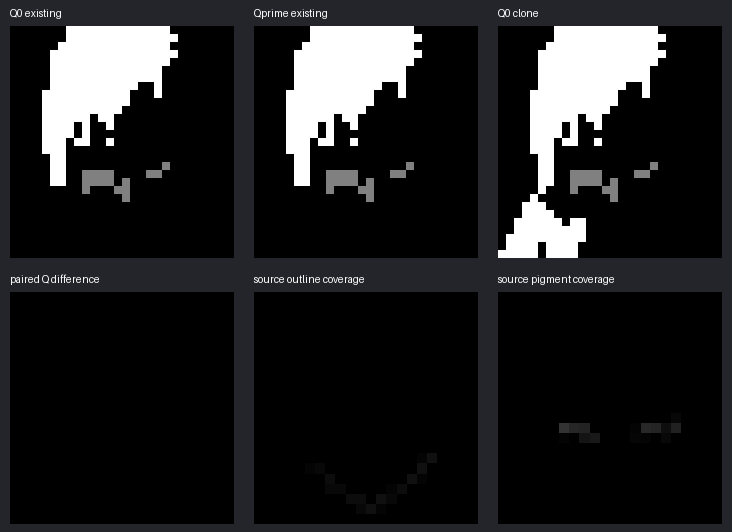 Q0 existing
Qprime existing
Q0 clone
paired Q difference
source outline coverage
source pigment coverage